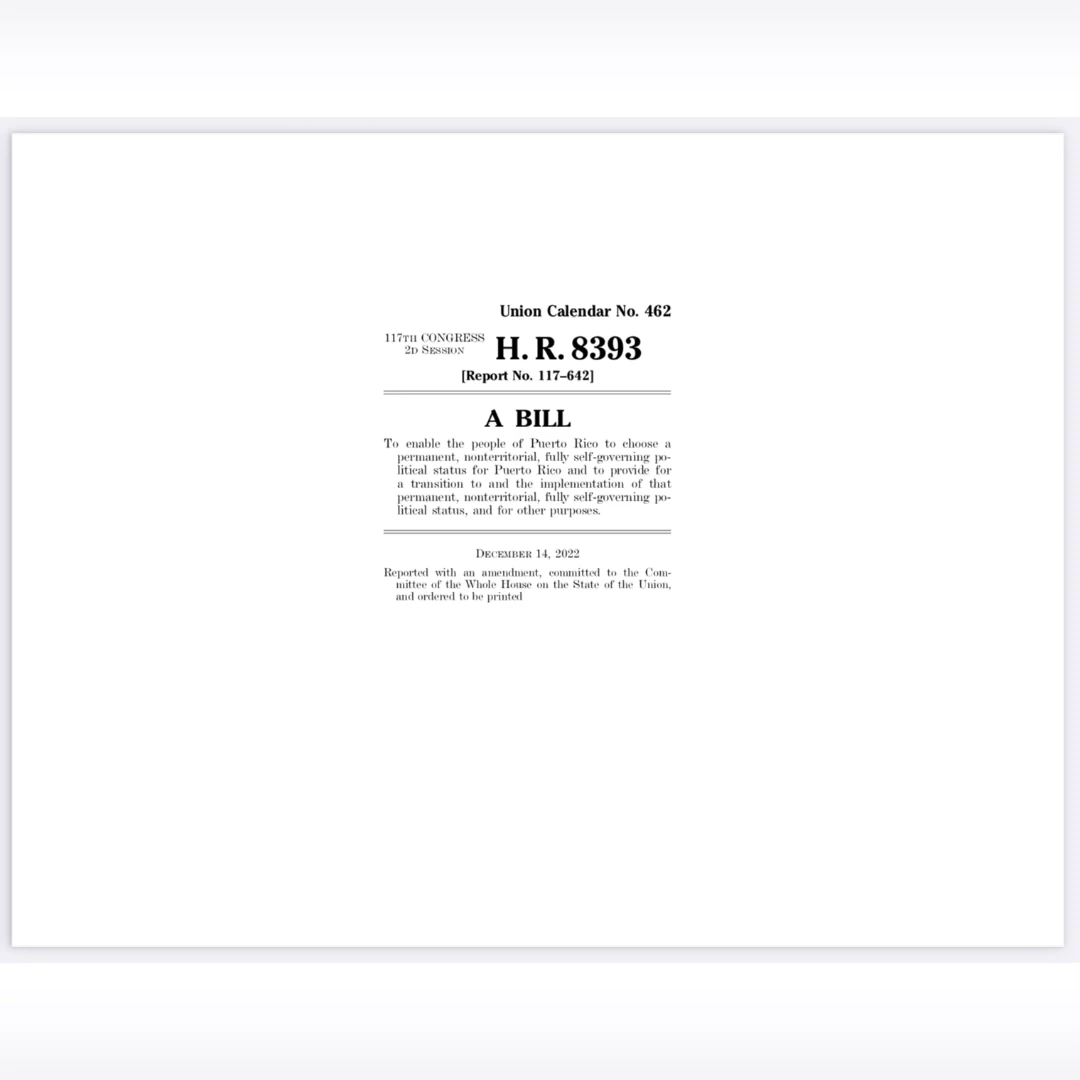 Union Calendar No. 462
117TH CONGRESS
2D SESSION
H. R. 8393
[Report No. 117–642]
A BILL
To enable the people of Puerto Rico to choose a
permanent, nonterritorial, fully self-governing po-
litical status for Puerto Rico and to provide for
a transition to and the implementation of that
permanent, nonterritorial, fully self-governing po-
litical status, and for other purposes.
DECEMBER 14, 2022
Reported with an amendment, committed to the Com-
mittee of the Whole House on the State of the Union,
and ordered to be printed